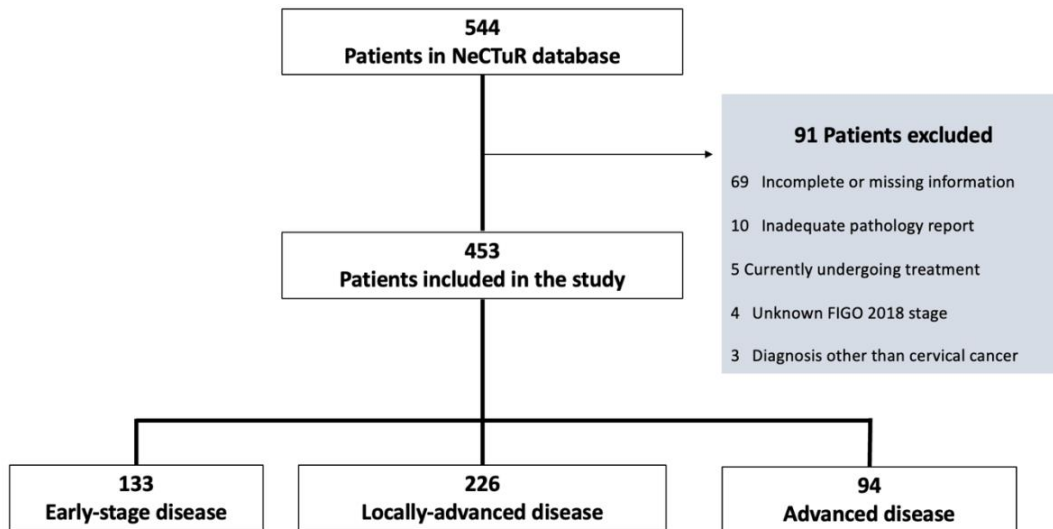 544
Patients in NeCTuR database
91 Patients excluded
69 Incomplete or missing information
10 Inadequate pathology report
5 Currently undergoing treatment
4 Unknown FIGO 2018 stage
3 Diagnosis other than cervical cancer
453
Patients included in the study
133
Early-stage disease
226
Locally-advanced disease
94
Advanced disease